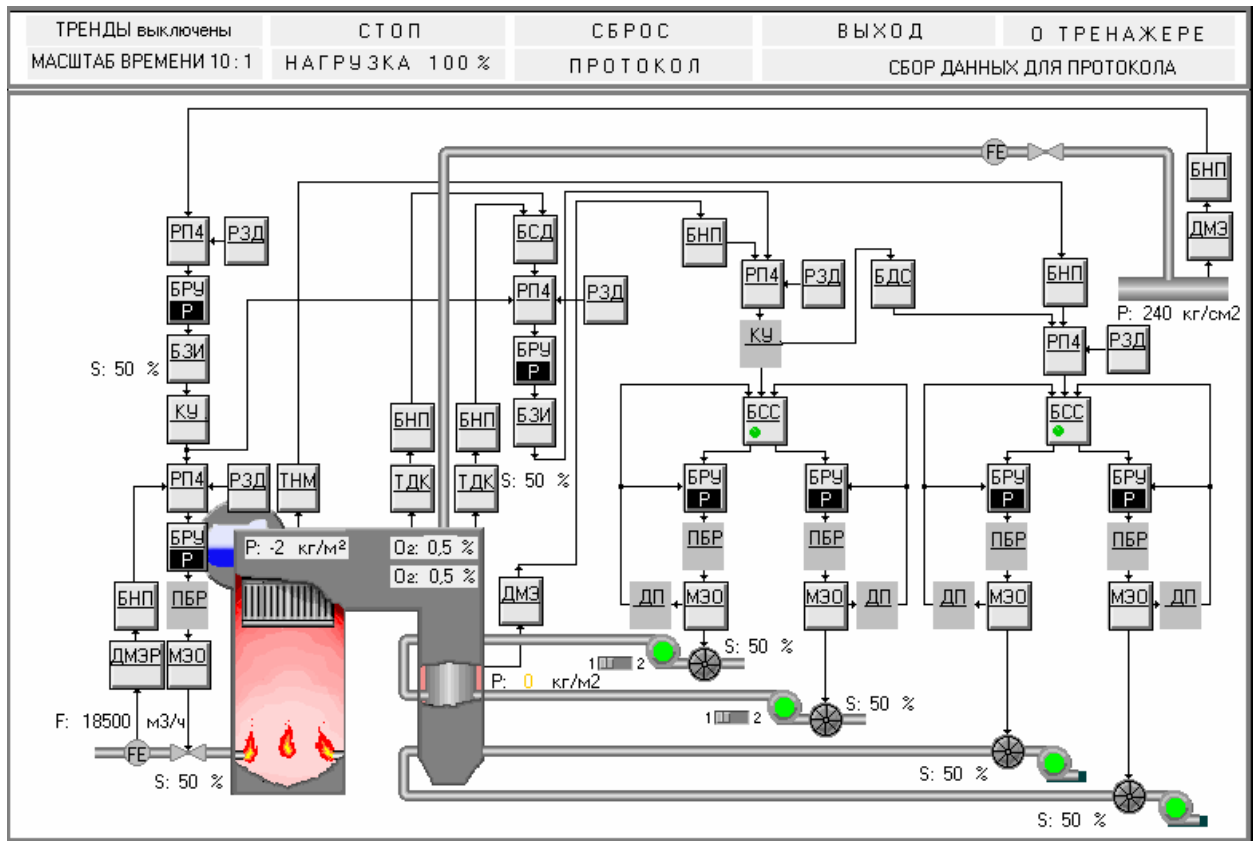 ТРЕНДЫ выключены
СТОП
СБРОС
ВЫХОД
О ТРЕНАЖЕРЕ
МАСШТАБ ВРЕМЕНИ 10:1
НАГРУЗКА 100%
ПРОТОКОЛ
СБОР ДАННЫХ ДЛЯ ПРОТОКОЛА
FE
БНП
ДМЭ
P: 240 кг/см2
РП4
РЗД
БСД
БНП
РП4
РЗД
БДС
БНП
БРУ
Р
РП4
РЗД
КУ
РП4
РЗД
БЗИ
S: 50 %
БРУ
Р
КУ
БНП
БНП
БЗИ
БСС
БСС
РП4
РЗД
ТНМ
ТДК
ТДК
S: 50 %
БРУ
Р
БРУ
Р
БРУ
Р
БРУ
Р
БРУ
Р
P: -2 кг/м²
O₂: 0,5 %
O₂: 0,5 %
ПБР
ПБР
ПБР
ПБР
БНП
ПБР
ДМЭ
ДП
МЭО
МЭО
ДП
ДП
МЭО
МЭО
ДП
ДМЭР
МЭО
1
2
S: 50 %
P: 0 кг/м2
F: 18500 м3/ч
1
2
S: 50 %
FE
S: 50 %
S: 50 %
S: 50 %